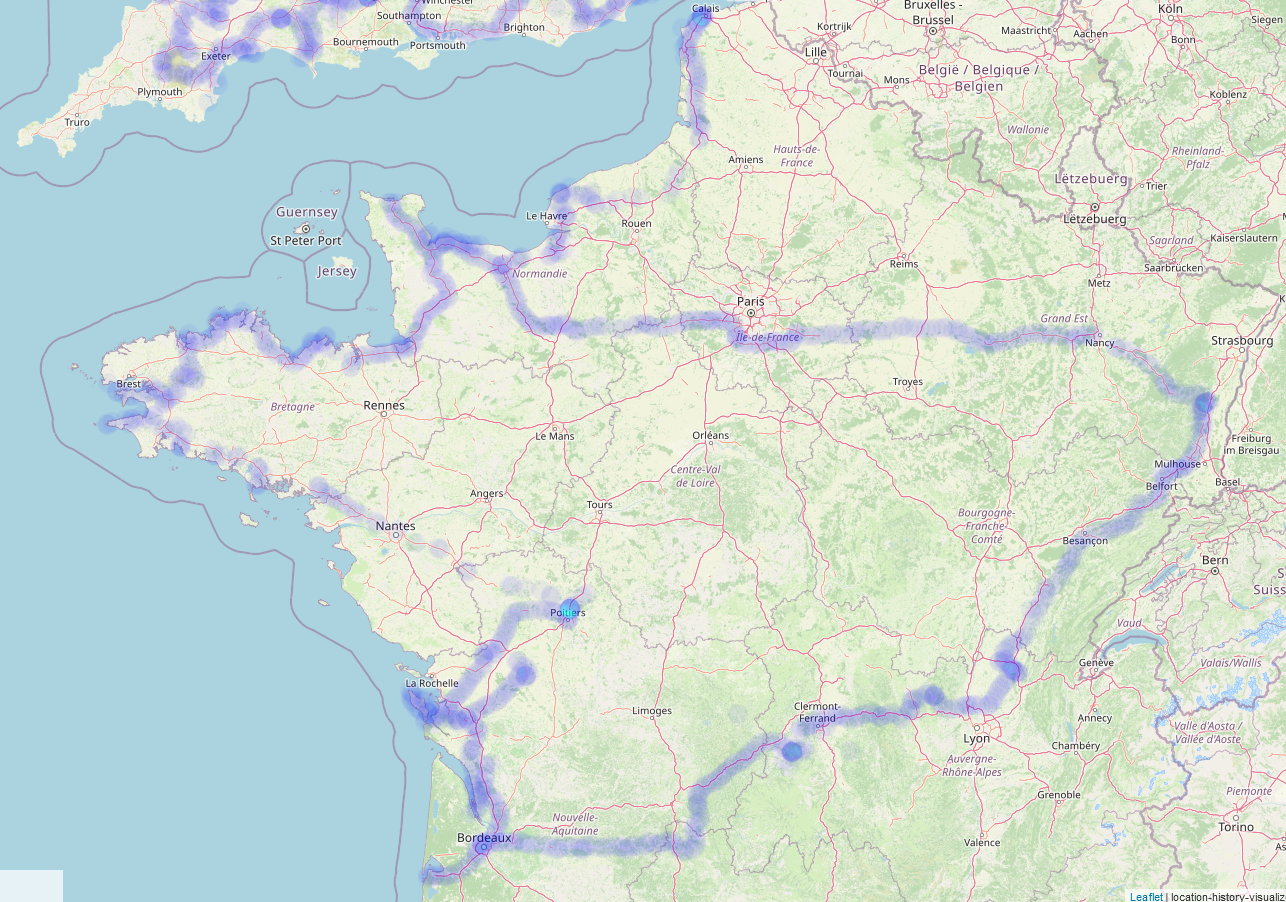 Winchester
Southampton
Brighton
Portsmouth
Bournemouth
Exeter
Plymouth
Truro
Calais
Kortrijk
Lille
Tournai
Bruxelles -
Brussel
Maastricht
Aachen
Köln
Siegen
Bonn
Mons
België / Belgique /
Belgien
Koblenz
Wallonie
Rheinland-
Pfalz
Hauts-de-
France
Amiens
Lëtzebuerg
Trier
Lëtzebuerg
Guernsey
St Peter Port
Jersey
Le Havre
Rouen
Normandie
Reims
Kaiserslautern
Saarland
Saarbrücken
Metz
Paris
Île-de-France
Grand Est
Nancy
Strasbourg
Brest
Bretagne
Rennes
Troyes
Le Mans
Orléans
Freiburg
im Breisgau
Centre-Val
de Loire
Mulhouse
Belfort
Basel
Angers
Tours
Nantes
Bourgogne-
Franche-
Comté
Besançon
Bern
Suiss
Poitiers
Vaud
Genève
Valais/Wallis
La Rochelle
Limoges
Clermont-
Ferrand
Annecy
Valle d'Aosta /
Vallée d'Aoste
Lyon
Chambéry
Auvergne-
Rhône-Alpes
Grenoble
Piemonte
Nouvelle-
Aquitaine
Torino
Bordeaux
Valence
As
Leaflet | location-history-visualiz